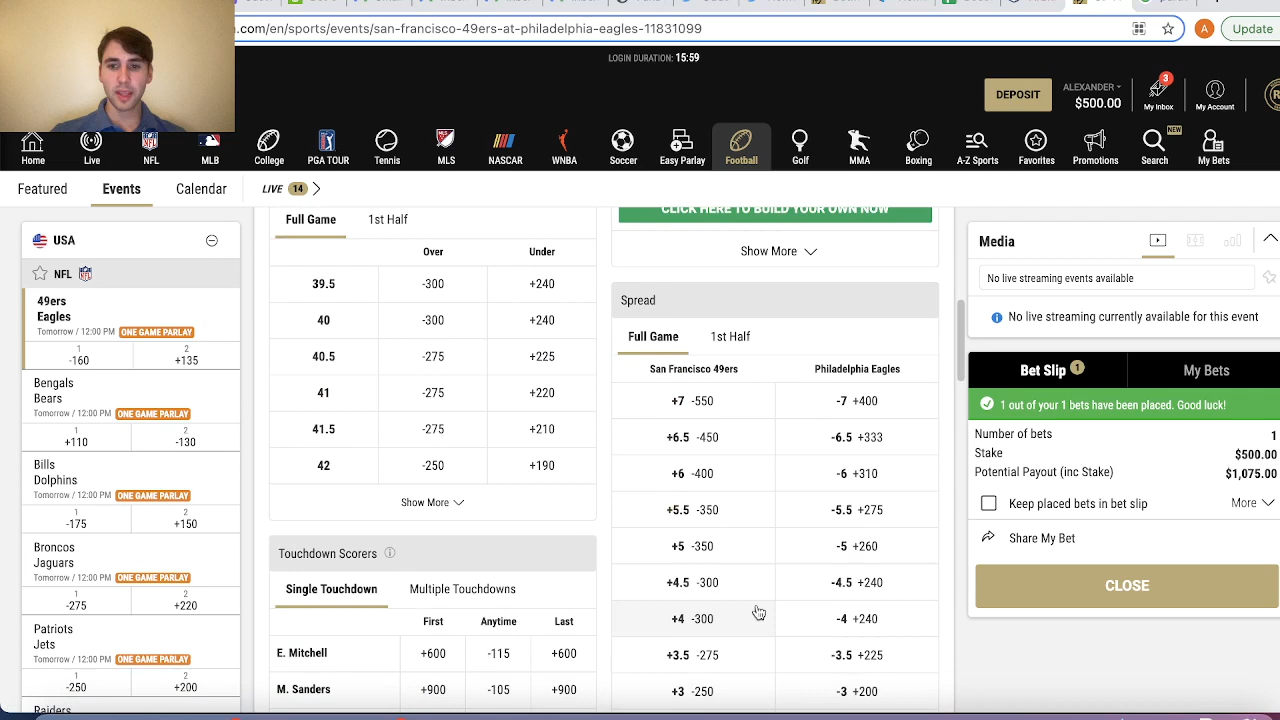 .com/en/sports/events/san-francisco-49ers-at-philadelphia-eagles-11831099
A
Update
LOGIN DURATION: 15:59
DEPOSIT
ALEXANDER
$500.00
3
My Inbox
My Account
Home
Live
NFL
MLB
College
PGA TOUR
Tennis
MLS
NASCAR
WNBA
Soccer
Easy Parlay
Football
Golf
MMA
Boxing
A-Z Sports
Favorites
Promotions
NEW
Search
My Bets
Featured
Events
Calendar
LIVE 14
USA
NFL
49ers
Eagles
Tomorrow / 12:00 PM ONE GAME PARLAY
1 2
-160 +135
Bengals
Bears
Tomorrow / 12:00 PM ONE GAME PARLAY
1 2
+110 -130
Bills
Dolphins
Tomorrow / 12:00 PM ONE GAME PARLAY
1 2
-175 +150
Broncos
Jaguars
Tomorrow / 12:00 PM ONE GAME PARLAY
1 2
-275 +220
Patriots
Jets
Tomorrow / 12:00 PM ONE GAME PARLAY
1 2
-250 +200
Raiders
Full Game 1st Half
Over Under
39.5 -300 +240
40 -300 +240
40.5 -275 +225
41 -275 +220
41.5 -275 +210
42 -250 +190
Show More
Touchdown Scorers
Single Touchdown Multiple Touchdowns
First Anytime Last
E. Mitchell +600 -115 +600
M. Sanders +900 -105 +900
CLICK HERE TO BUILD YOUR OWN NOW
Show More
Spread
Full Game 1st Half
San Francisco 49ers Philadelphia Eagles
+7 -550 -7 +400
+6.5 -450 -6.5 +333
+6 -400 -6 +310
+5.5 -350 -5.5 +275
+5 -350 -5 +260
+4.5 -300 -4.5 +240
+4 -300 -4 +240
+3.5 -275 -3.5 +225
+3 -250 -3 +200
Media
No live streaming events available
No live streaming currently available for this event
Bet Slip 1 My Bets
1 out of your 1 bets have been placed. Good luck!
Number of bets 1
Stake $500.00
Potential Payout (inc Stake) $1,075.00
Keep placed bets in bet slip More
Share My Bet
CLOSE